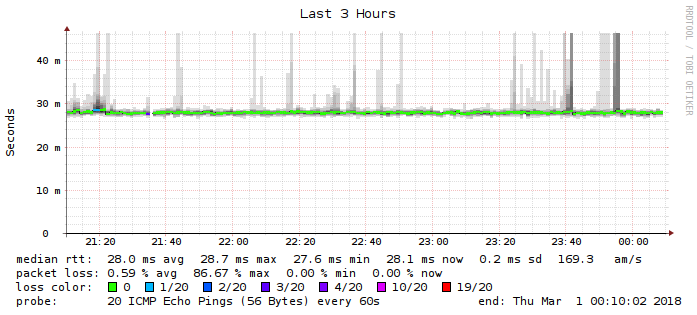 Last 3 Hours
RRDTOOL / TOBI OETIKER
Seconds
40 m
30 m
20 m
10 m
0
21:20 21:40 22:00 22:20 22:40 23:00 23:20 23:40 00:00
median rtt: 28.0 ms avg 28.7 ms max 27.6 ms min 28.1 ms now 0.2 ms sd 169.3 am/s
packet loss: 0.59 % avg 86.67 % max 0.00 % min 0.00 % now
loss color: 0 1/20 2/20 3/20 4/20 10/20 19/20
probe: 20 ICMP Echo Pings (56 Bytes) every 60s end: Thu Mar 1 00:10:02 2018